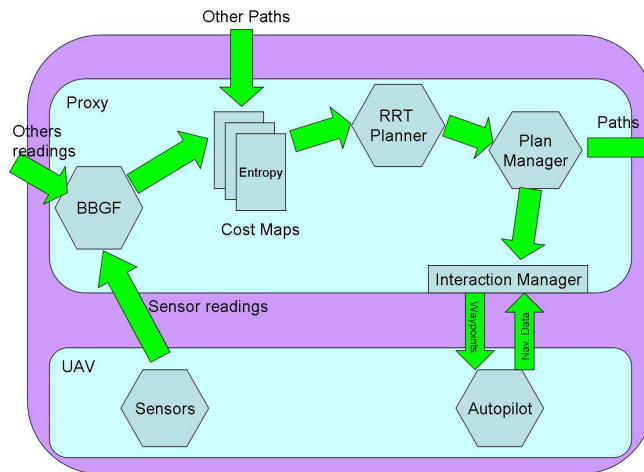 Other Paths
Proxy
Others
readings
BBGF
Entropy
Cost Maps
RRT
Planner
Plan
Manager
Paths
Interaction Manager
Sensor readings
Waypoints
Nav. Data
UAV
Sensors
Autopilot